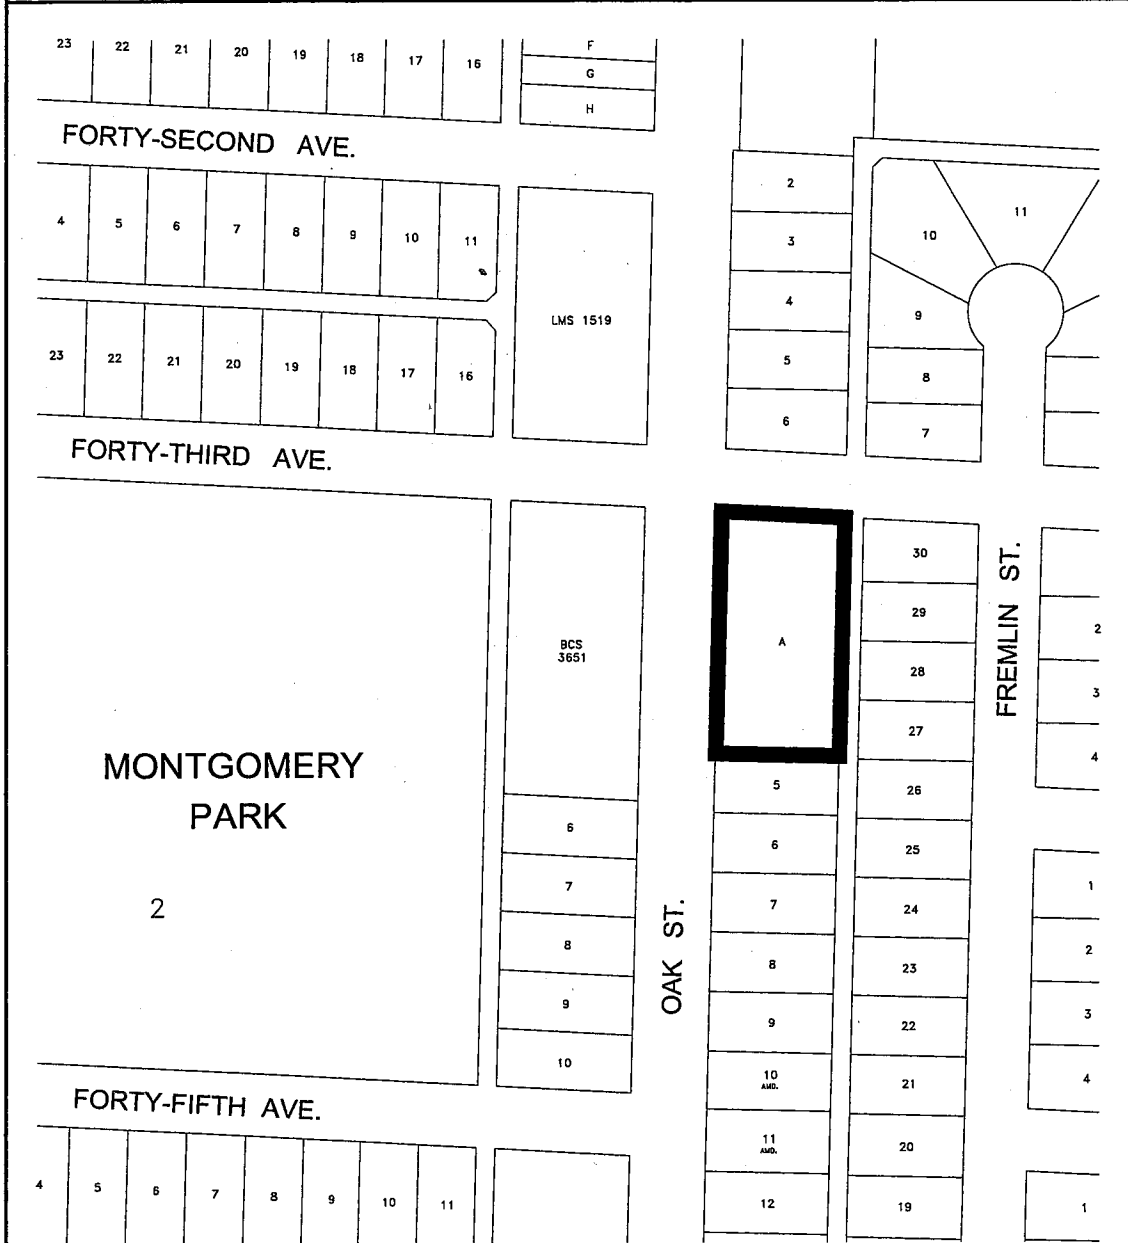 23 22 21 20 19 18 17 16 F
G
H
FORTY-SECOND AVE.
2
3
4
5
6
4 5 6 7 8 9 10 11
LMS 1519
10 11
9
8
7
23 22 21 20 19 18 17 16
FORTY-THIRD AVE.
MONTGOMERY
PARK
2
BCS
3651
6
7
8
9
10
OAK ST.
A
5
6
7
8
9
10
AMD.
11
AMD.
12
30
29
28
27
26
25
24
23
22
21
20
19
FREMLIN ST.
2
3
4
1
2
3
4
1
FORTY-FIFTH AVE.
4 5 6 7 8 9 10 11